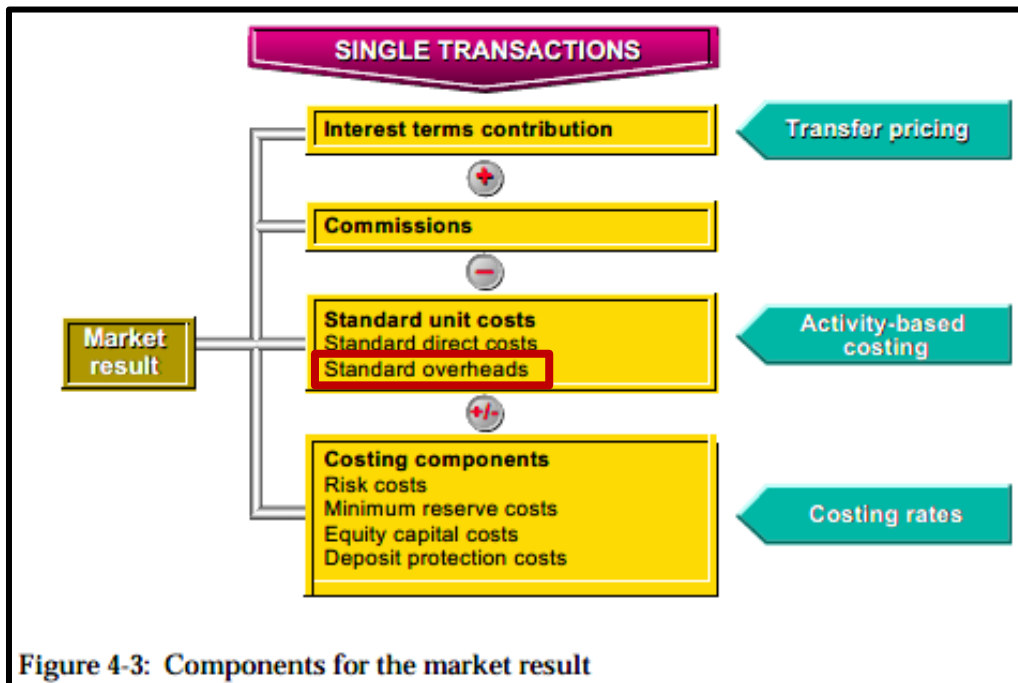 SINGLE TRANSACTIONS
Interest terms contribution
Transfer pricing
+
Commissions
−
Market
result
Standard unit costs
Standard direct costs
Standard overheads
Activity-based
costing
+/-
Costing components
Risk costs
Minimum reserve costs
Equity capital costs
Deposit protection costs
Costing rates
Figure 4-3: Components for the market result